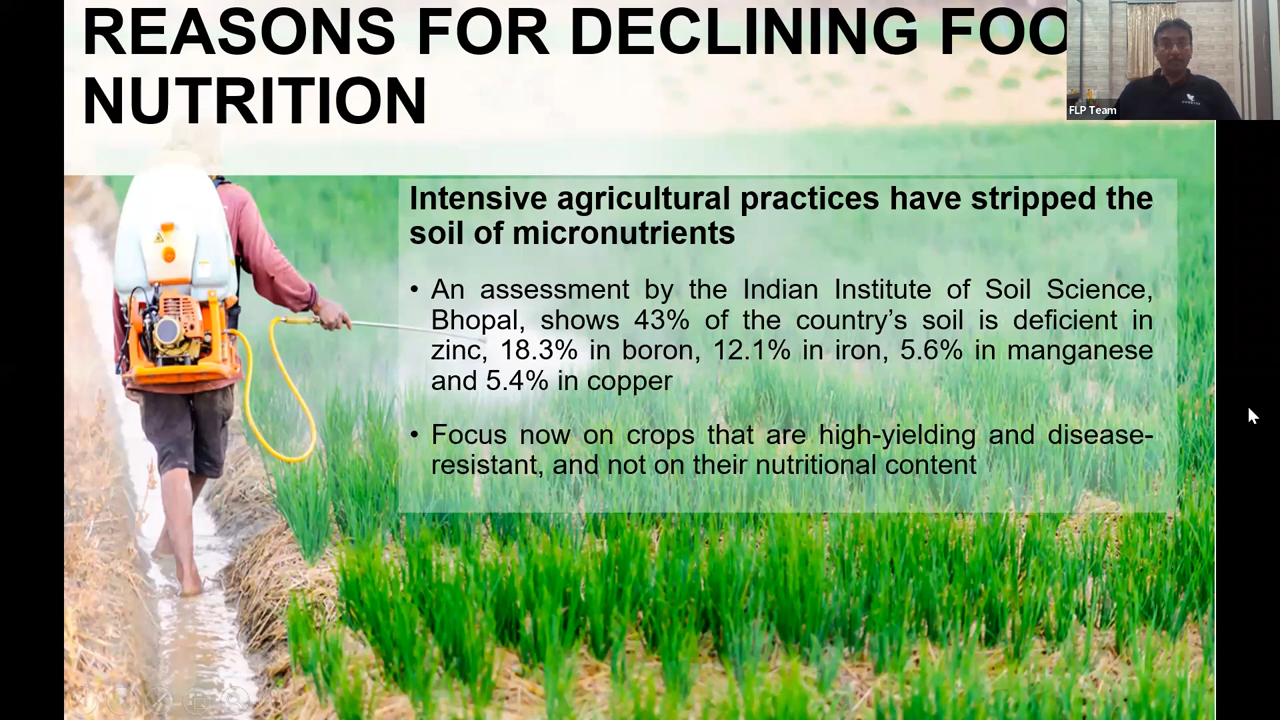 REASONS FOR DECLINING FOO
NUTRITION
FLP Team
Intensive agricultural practices have stripped the
soil of micronutrients
• An assessment by the Indian Institute of Soil Science,
Bhopal, shows 43% of the country’s soil is deficient in
zinc, 18.3% in boron, 12.1% in iron, 5.6% in manganese
and 5.4% in copper
• Focus now on crops that are high-yielding and disease-
resistant, and not on their nutritional content